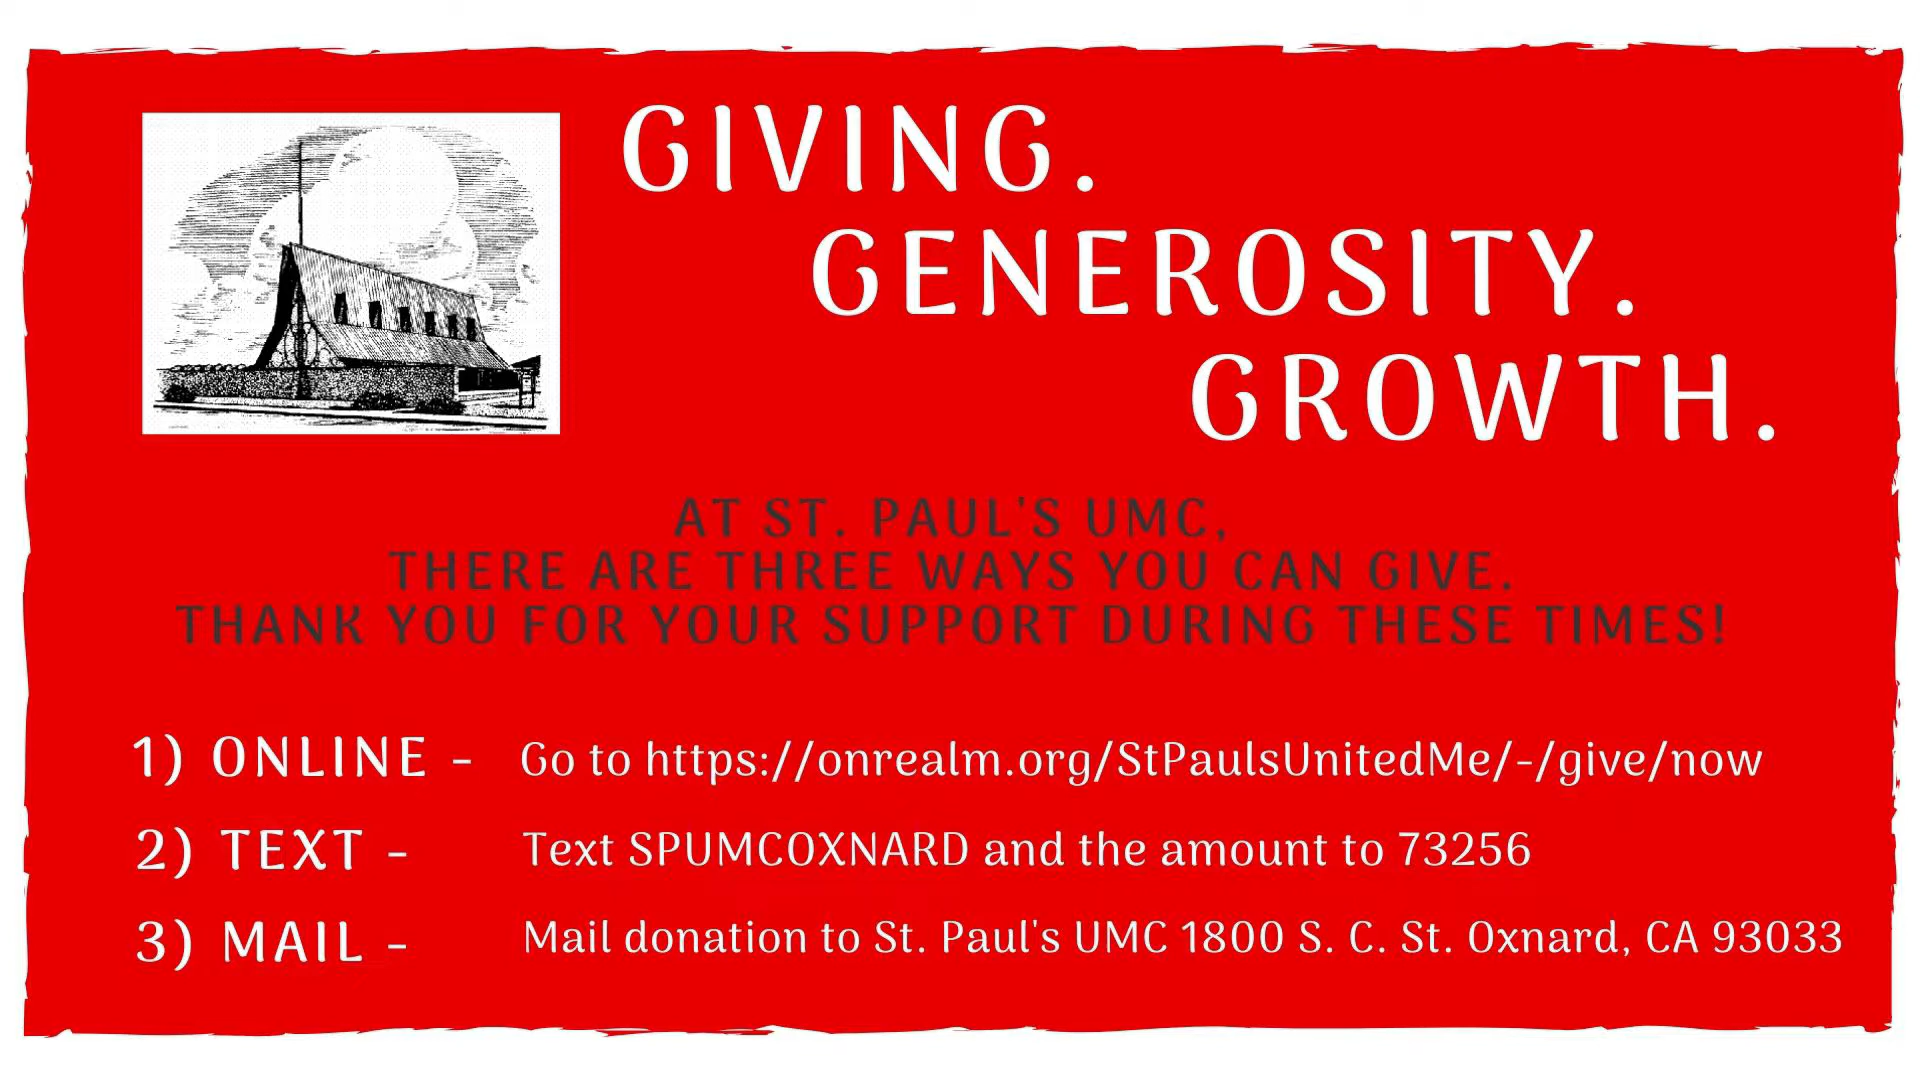 GIVING.
GENEROSITY.
GROWTH.
AT ST. PAUL'S UMC,
THERE ARE THREE WAYS YOU CAN GIVE.
THANK YOU FOR YOUR SUPPORT DURING THESE TIMES!
1) ONLINE - Go to https://onrealm.org/StPaulsUnitedMe/-/give/now
2) TEXT - Text SPUMCOXNARD and the amount to 73256
3) MAIL - Mail donation to St. Paul's UMC 1800 S. C. St. Oxnard, CA 93033